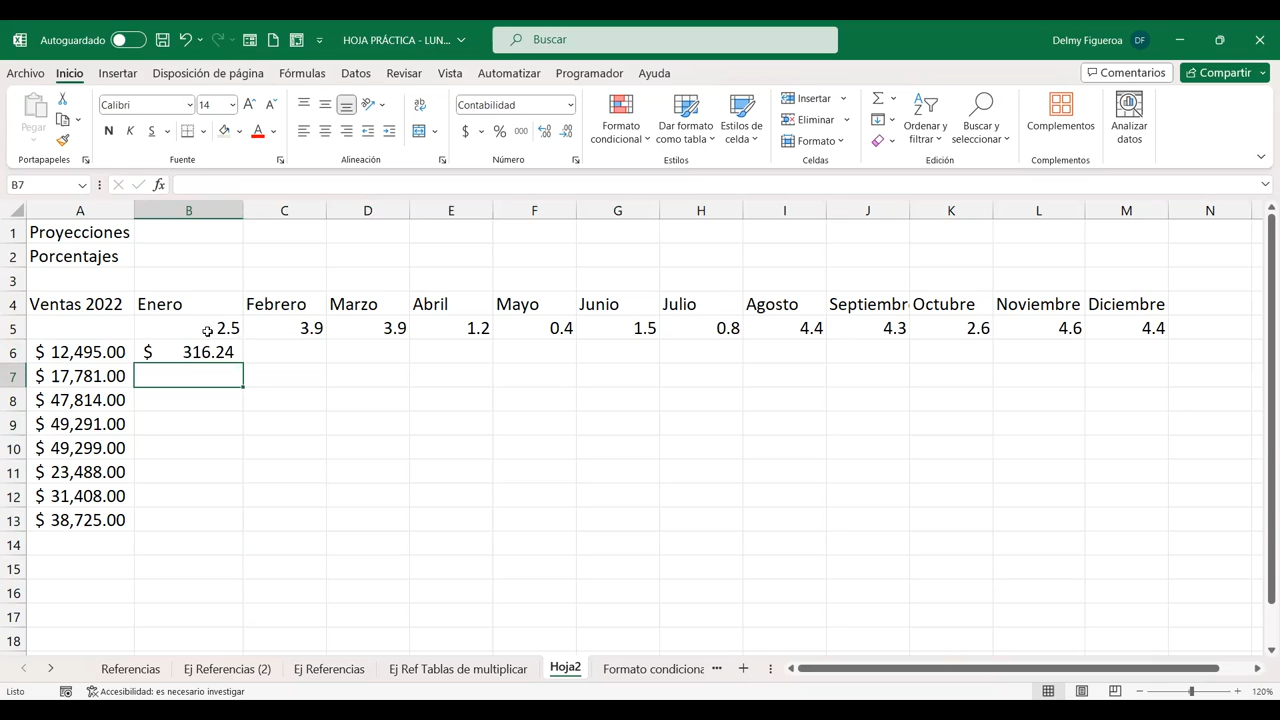 Autoguardado HOJA PRÁCTICA - LUN... Buscar Delmy Figueroa DF
Archivo Inicio Insertar Disposición de página Fórmulas Datos Revisar Vista Automatizar Programador Ayuda Comentarios Compartir
Pegar
Portapapeles
Calibri 14
N K S
Fuente
Alineación
Contabilidad
$ % 000
Número
Formato condicional
Dar formato como tabla
Estilos de celda
Estilos
Insertar
Eliminar
Formato
Celdas
Ordenar y filtrar
Buscar y seleccionar
Edición
Complementos
Complementos
Analizar datos
B7 fx
A B C D E F G H I J K L M N
1 Proyecciones
2 Porcentajes
3
4 Ventas 2022 Enero Febrero Marzo Abril Mayo Junio Julio Agosto Septiembr Octubre Noviembre Diciembre
5 2.5 3.9 3.9 1.2 0.4 1.5 0.8 4.4 4.3 2.6 4.6 4.4
6 $ 12,495.00 $ 316.24
7 $ 17,781.00
8 $ 47,814.00
9 $ 49,291.00
10 $ 49,299.00
11 $ 23,488.00
12 $ 31,408.00
13 $ 38,725.00
14
15
16
17
18
Referencias Ej Referencias (2) Ej Referencias Ej Ref Tablas de multiplicar Hoja2 Formato condiciona ...
Listo Accesibilidad: es necesario investigar 120%